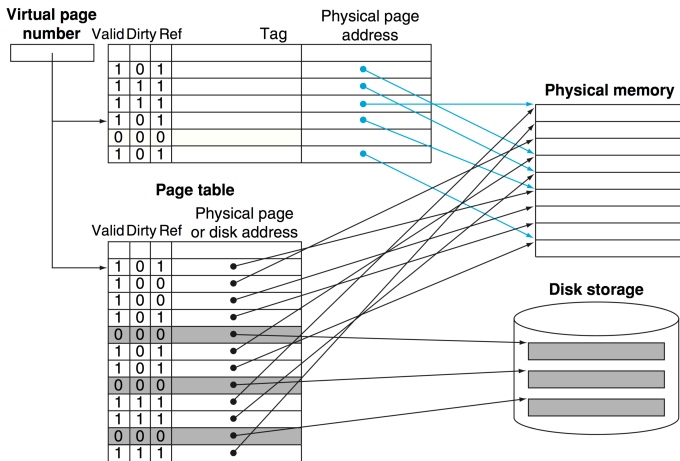 Virtual page number
Valid Dirty Ref Tag Physical page address
1 0 1
1 1 1
1 1 1
1 0 1
0 0 0
1 0 1
Physical memory
Page table
Valid Dirty Ref Physical page or disk address
1 0 1
1 0 0
1 0 0
1 0 1
0 0 0
1 0 1
1 0 1
0 0 0
1 1 1
1 1 1
0 0 0
1 1 1
Disk storage